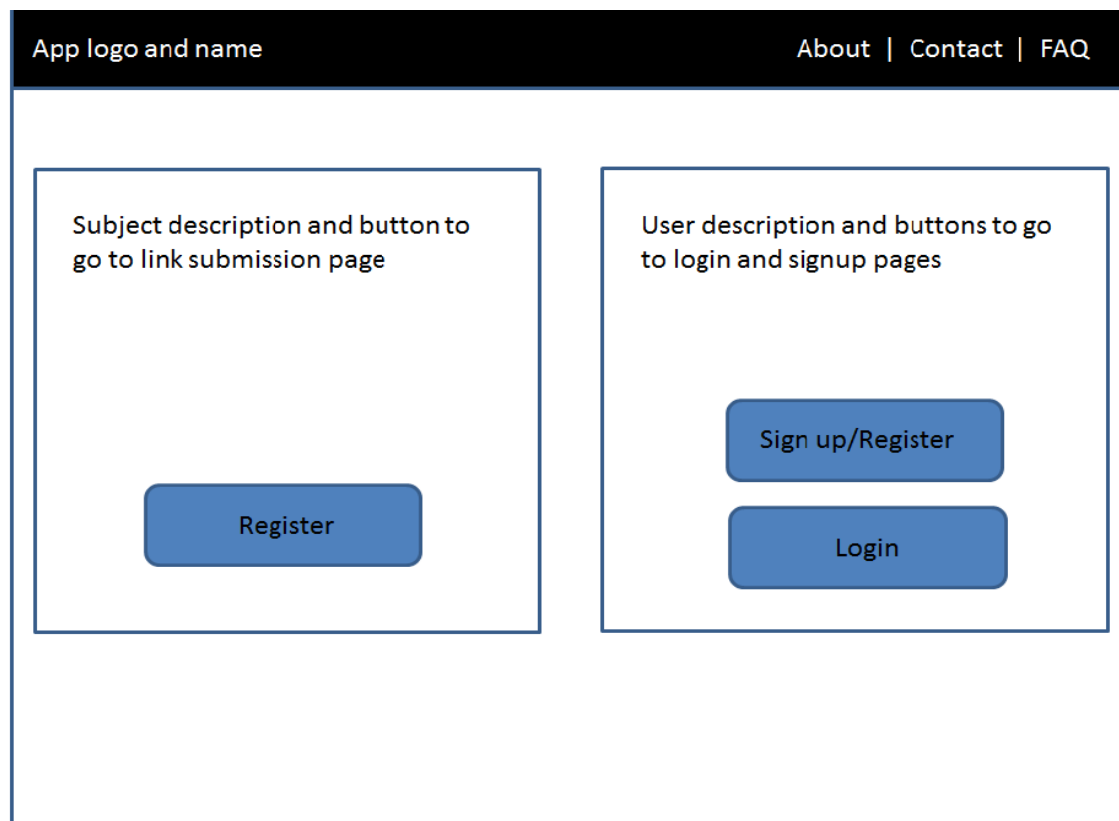 App logo and name
About | Contact | FAQ
Subject description and button to
go to link submission page
Register
User description and buttons to go
to login and signup pages
Sign up/Register
Login